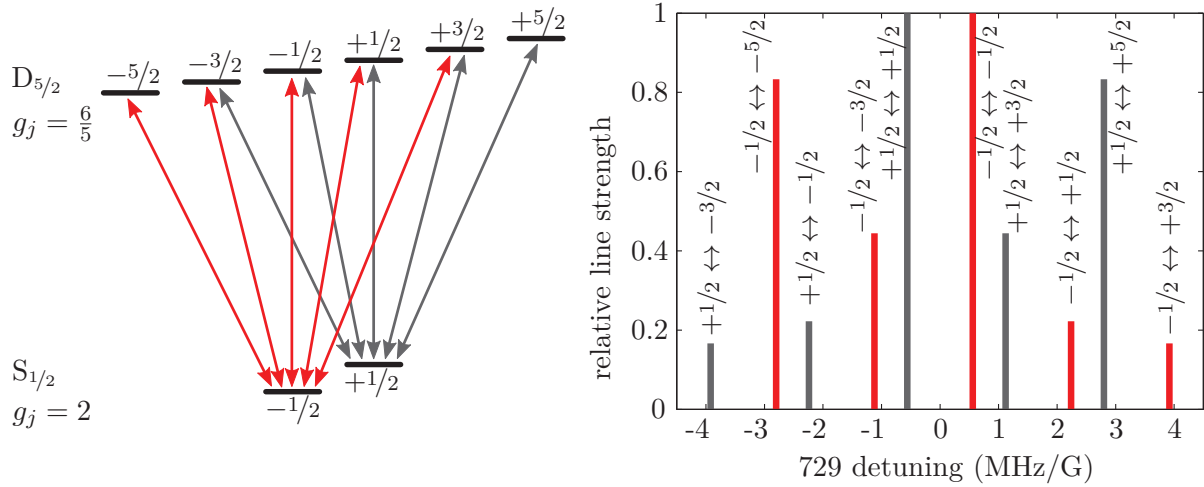 −5/2
−3/2
−1/2
+1/2
+3/2
+5/2
D5/2
gj = 6/5
S1/2
gj = 2
−1/2
+1/2
relative line strength
1
0.8
0.6
0.4
0.2
0
+1/2 ↔ −3/2
−1/2 ↔ −5/2
+1/2 ↔ −1/2
−1/2 ↔ −3/2
+1/2 ↔ +1/2
−1/2 ↔ −1/2
+1/2 ↔ +3/2
−1/2 ↔ +1/2
+1/2 ↔ +5/2
−1/2 ↔ +3/2
-4 -3 -2 -1 0 1 2 3 4
729 detuning (MHz/G)